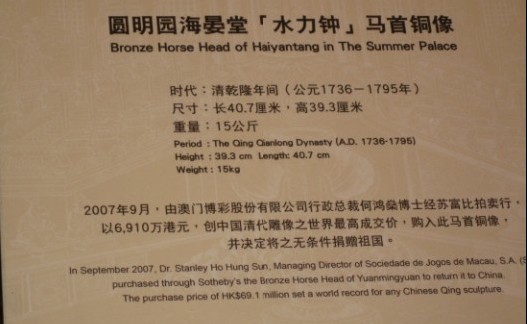 圆明园海晏堂「水力钟」马首铜像
Bronze Horse Head of Haiyantang in The Summer Palace
时代：清乾隆年间（公元1736－1795年）
尺寸：长40.7厘米，高39.3厘米
重量：15公斤
Period : The Qing Qianlong Dynasty (A.D. 1736-1795)
Height : 39.3 cm Length: 40.7 cm
Weight : 15kg
2007年9月，由澳门博彩股份有限公司行政总裁何鸿燊博士经苏富比拍卖行，
以6,910万港元，创中国清代雕像之世界最高成交价，购入此马首铜像，
并决定将之无条件捐赠祖国。
In September 2007, Dr. Stanley Ho Hung Sun, Managing Director of Sociedade de Jogos de Macau, S.A. (S
purchased through Sotheby's the Bronze Horse Head of Yuanmingyuan to return it to China.
The purchase price of HK$69.1 million set a world record for any Chinese Qing sculpture.